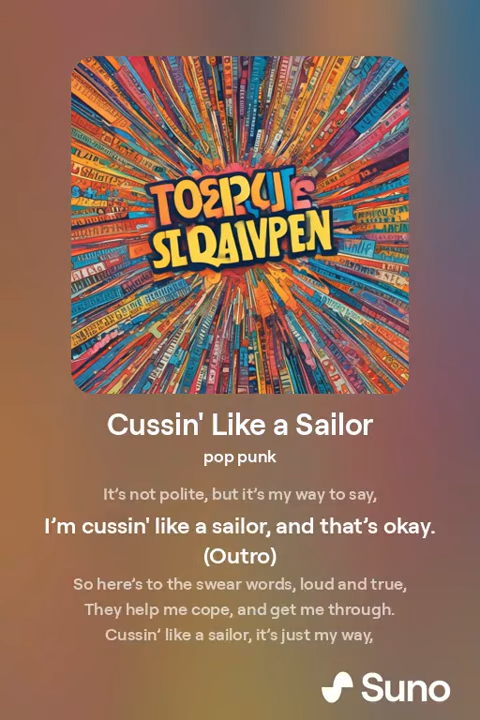 TOEPCUTE
SLQAIVPEN
Cussin' Like a Sailor
pop punk
It's not polite, but it's my way to say,
I'm cussin' like a sailor, and that's okay.
(Outro)
So here's to the swear words, loud and true,
They help me cope, and get me through.
Cussin' like a sailor, it's just my way,
Suno